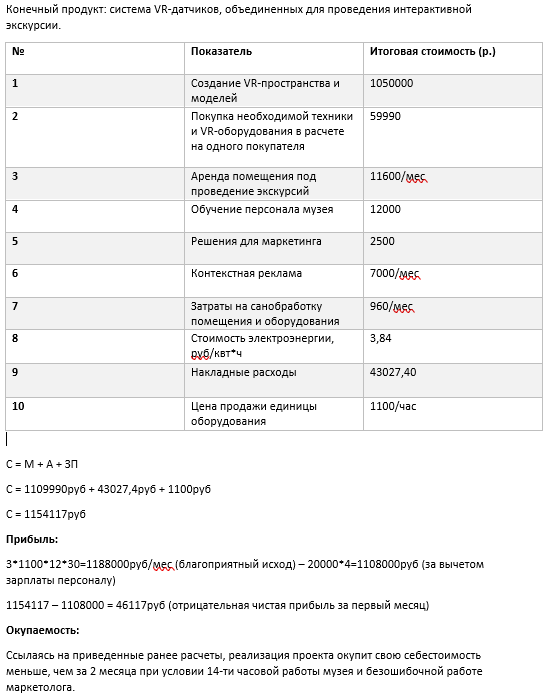 Конечный продукт: система VR-датчиков, объединенных для проведения интерактивной
экскурсии.
№ Показатель Итоговая стоимость (р.)
1 Создание VR-пространства и 1050000
моделей
2 Покупка необходимой техники 59990
и VR-оборудования в расчете
на одного покупателя
3 Аренда помещения под 11600/мес
проведение экскурсий
4 Обучение персонала музея 12000
5 Решения для маркетинга 2500
6 Контекстная реклама 7000/мес
7 Затраты на санобработку 960/мес
помещения и оборудования
8 Стоимость электроэнергии, 3,84
руб/квт*ч
9 Накладные расходы 43027,40
10 Цена продажи единицы 1100/час
оборудования
С = М + А + ЗП
С = 1109990руб + 43027,4руб + 1100руб
С = 1154117руб
Прибыль:
3*1100*12*30=1188000руб/мес (благоприятный исход) – 20000*4=1108000руб (за вычетом
зарплаты персоналу)
1154117 – 1108000 = 46117руб (отрицательная чистая прибыль за первый месяц)
Окупаемость:
Ссылаясь на приведенные ранее расчеты, реализация проекта окупит свою себестоимость
меньше, чем за 2 месяца при условии 14-ти часовой работы музея и безошибочной работе
маркетолога.